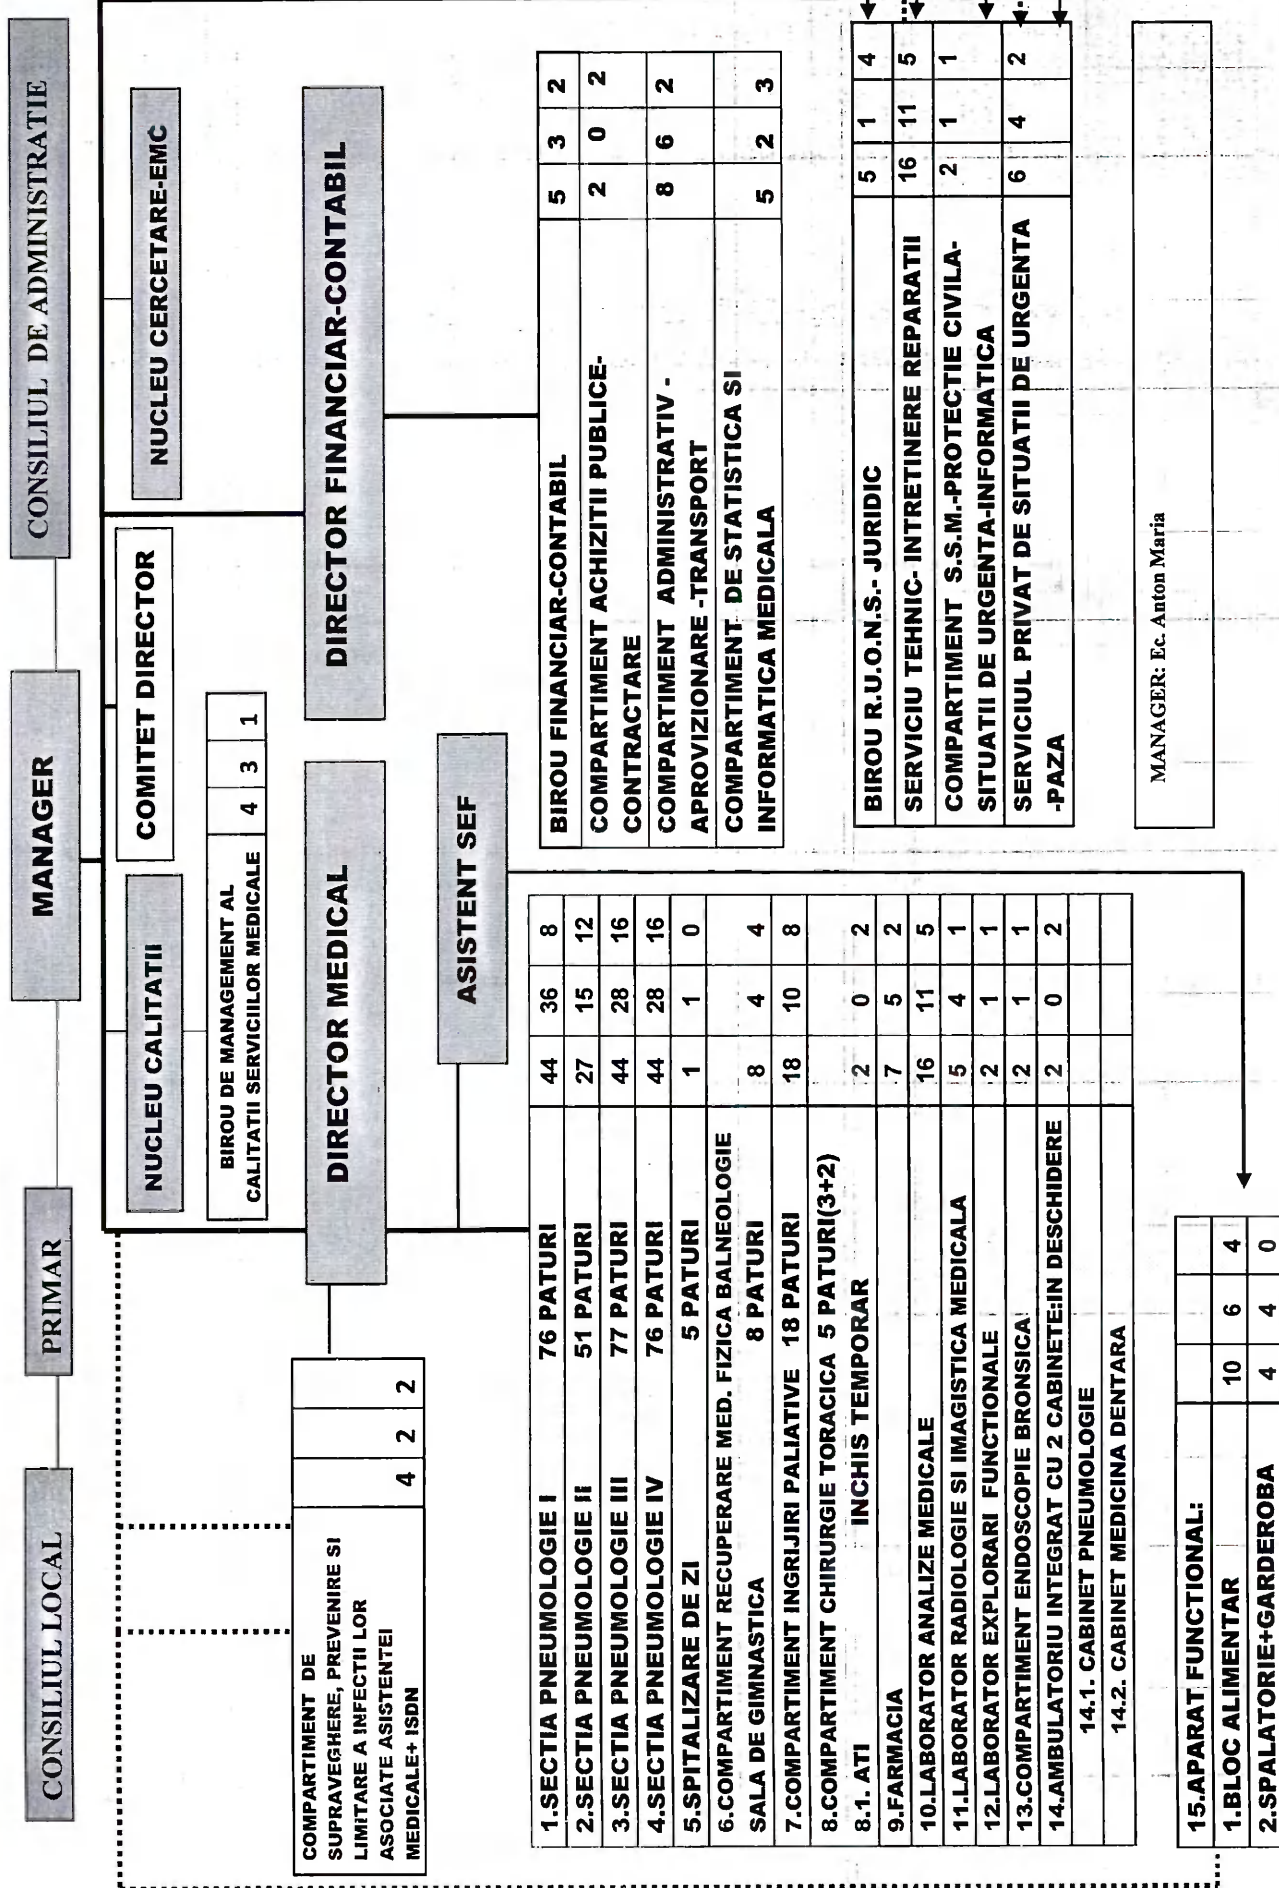 CONSILIUL LOCAL
PRIMAR
MANAGER
CONSILIUL DE ADMINISTRATIE
NUCLEU CALITATII
COMITET DIRECTOR
NUCLEU CERCETARE-EMC
BIROU DE MANAGEMENT AL
CALITATII SERVICIILOR MEDICALE 4 3 1
COMPARTIMENT DE
SUPRAVEGHERE, PREVENIRE SI
LIMITARE A INFECTII LOR
ASOCIATE ASISTENTEI
MEDICALE+ ISDN 4 2 2
DIRECTOR MEDICAL
DIRECTOR FINANCIAR-CONTABIL
ASISTENT SEF
1.SECTIA PNEUMOLOGIE I 76 PATURI 44 36 8
2.SECTIA PNEUMOLOGIE II 51 PATURI 27 15 12
3.SECTIA PNEUMOLOGIE III 77 PATURI 44 28 16
4.SECTIA PNEUMOLOGIE IV 76 PATURI 44 28 16
5.SPITALIZARE DE ZI 5 PATURI 1 1 0
6.COMPARTIMENT RECUPERARE MED. FIZICA BALNEOLOGIE
SALA DE GIMNASTICA 8 PATURI 8 4 4
7.COMPARTIMENT INGRIJIRI PALIATIVE 18 PATURI 18 10 8
8.COMPARTIMENT CHIRURGIE TORACICA 5 PATURI(3+2)
8.1. ATI INCHIS TEMPORAR 2 0 2
9.FARMACIA 7 5 2
10.LABORATOR ANALIZE MEDICALE 16 11 5
11.LABORATOR RADIOLOGIE SI IMAGISTICA MEDICALA 5 4 1
12.LABORATOR EXPLORARI FUNCTIONALE 2 1 1
13.COMPARTIMENT ENDOSCOPIE BRONSICA 2 1 1
14.AMBULATORIU INTEGRAT CU 2 CABINETE:IN DESCHIDERE 2 0 2
14.1. CABINET PNEUMOLOGIE
14.2. CABINET MEDICINA DENTARA
15.APARAT FUNCTIONAL:
1.BLOC ALIMENTAR 10 6 4
2.SPALATORIE+GARDEROBA 4 4 0
BIROU FINANCIAR-CONTABIL 5 3 2
COMPARTIMENT ACHIZITII PUBLICE-
CONTRACTARE 2 0 2
COMPARTIMENT ADMINISTRATIV -
APROVIZIONARE -TRANSPORT 8 6 2
COMPARTIMENT DE STATISTICA SI
INFORMATICA MEDICALA 5 2 3
BIROU R.U.O.N.S.- JURIDIC 5 1 4
SERVICIU TEHNIC- INTRETINERE REPARATII 16 11 5
COMPARTIMENT S.S.M.-PROTECTIE CIVILA-
SITUATII DE URGENTA-INFORMATICA 2 1 1
SERVICIUL PRIVAT DE SITUATII DE URGENTA
-PAZA 6 4 2
MANAGER: Ec. Anton Maria